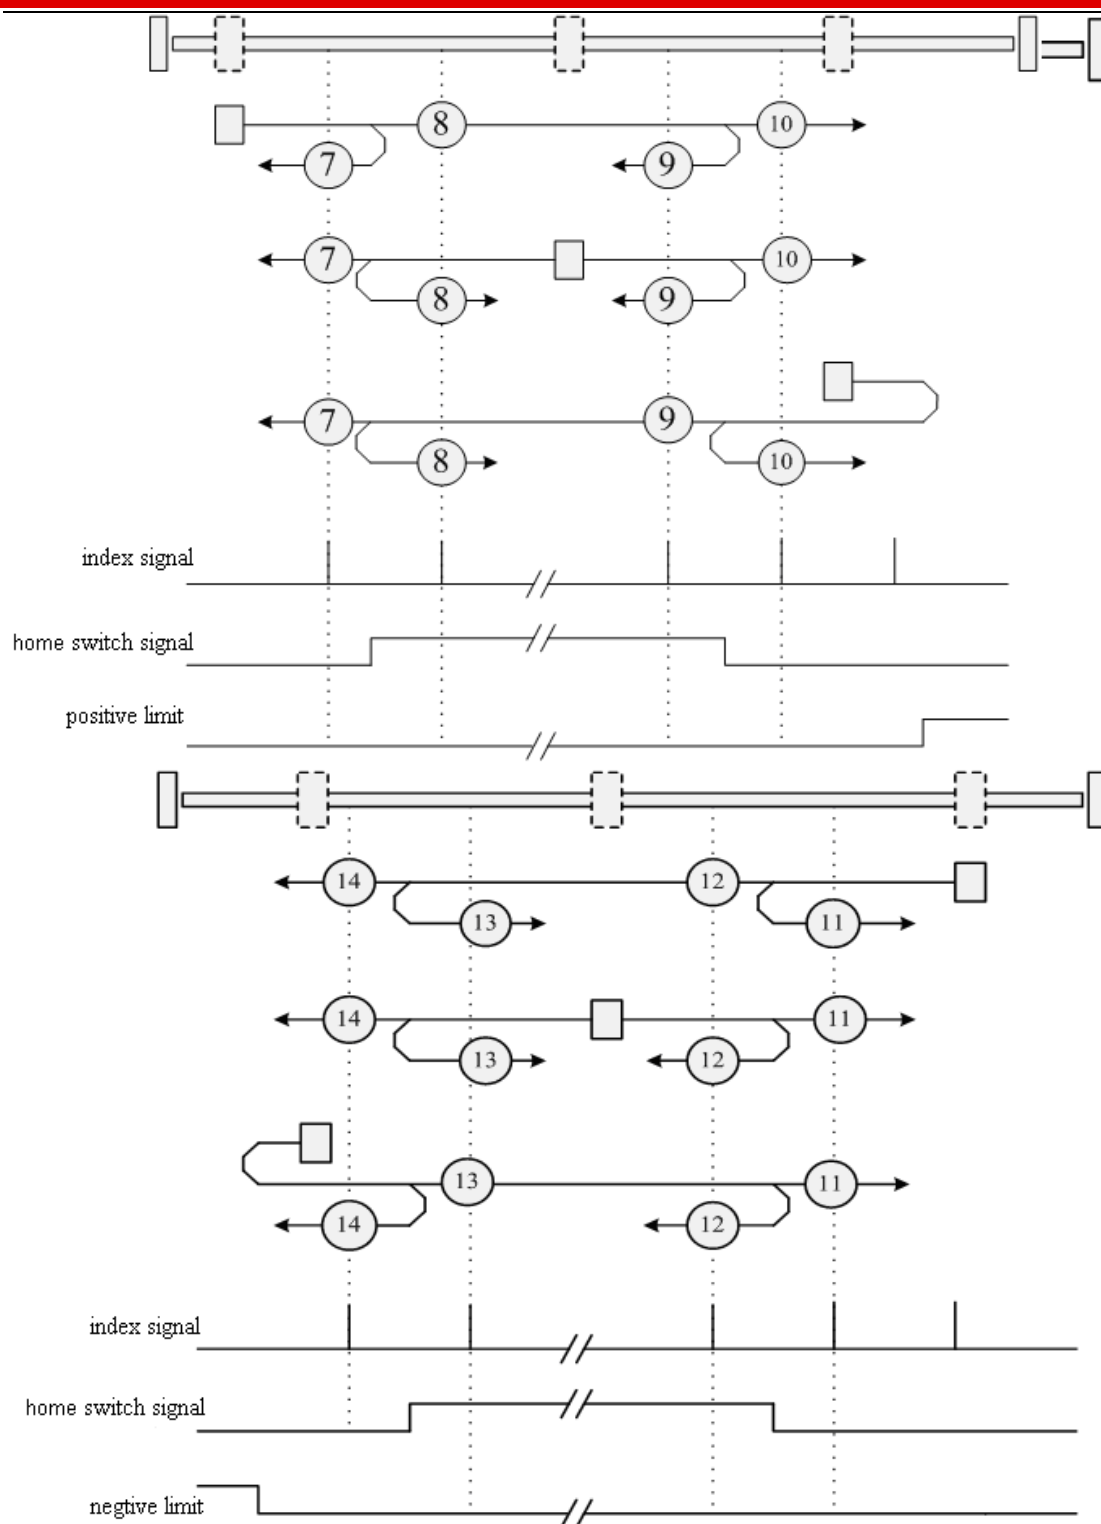 8 10
7 9
7 10
8 9
7 9
8 10
index signal
home switch signal
positive limit
14 12
13 11
14 11
13 12
13 11
14 12
index signal
home switch signal
negtive limit